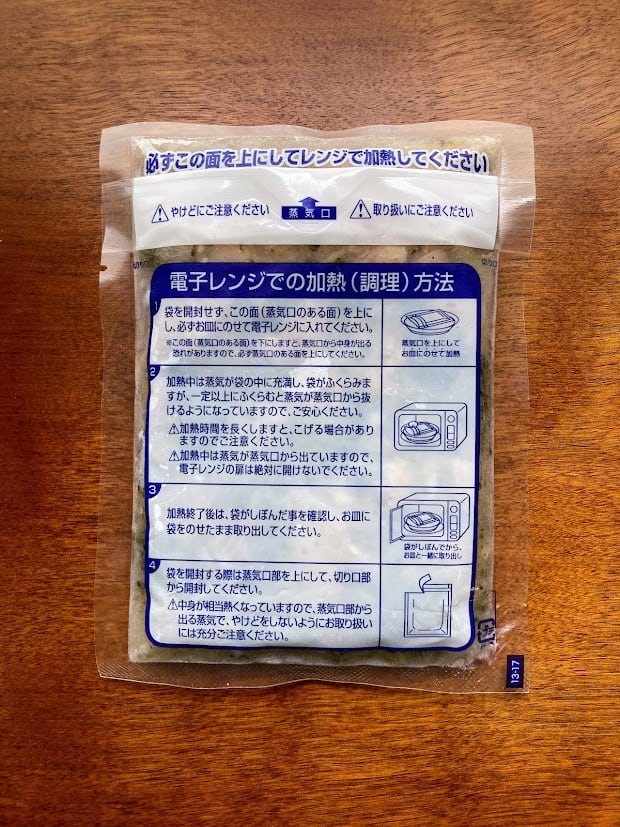 必ずこの面を上にしてレンジで加熱してください
⚠やけどにご注意ください
蒸気口
⚠取り扱いにご注意ください
切り口
切り口
電子レンジでの加熱(調理)方法
1
袋を開封せず、この面(蒸気口のある面)を上に
し、必ずお皿にのせて電子レンジに入れてください。
※この面(蒸気口のある面)を下にしますと、蒸気口から中身が出る
恐れがありますので、必ず蒸気口のある面を上にしてください。
蒸気口を上にして
お皿にのせて加熱
2
加熱中は蒸気が袋の中に充満し、袋がふくらみま
すが、一定以上にふくらむと蒸気が蒸気口から抜
けるようになっていますので、ご安心ください。
⚠加熱時間を長くしますと、こげる場合があり
ますのでご注意ください。
⚠加熱中は蒸気が蒸気口から出ていますので、
電子レンジの扉は絶対に開けないでください。
3
加熱終了後は、袋がしぼんだ事を確認し、お皿に
袋をのせたまま取り出してください。
袋がしぼんでから、
お皿と一緒に取り出し
4
袋を開封する際は蒸気口部を上にして、切り口部
から開封してください。
⚠中身が相当熱くなっていますので、蒸気口部から
出る蒸気で、やけどをしないようにお取り扱い
には充分ご注意ください。
プラ
13-17